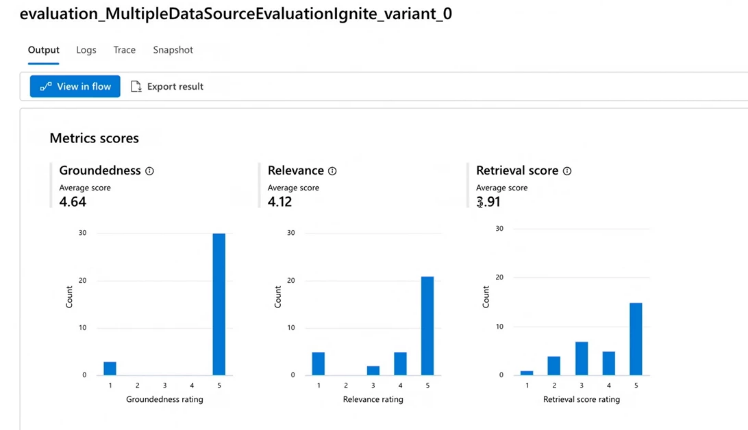 evaluation_MultipleDataSourceEvaluationIgnite_variant_0
Output Logs Trace Snapshot
View in flow Export result
Metrics scores
Groundedness
Average score
4.64
30
20
10
0
Count
1 2 3 4 5
Groundedness rating
Relevance
Average score
4.12
30
20
10
0
Count
1 2 3 4 5
Relevance rating
Retrieval score
Average score
3.91
30
20
10
0
Count
1 2 3 4 5
Retrieval score rating